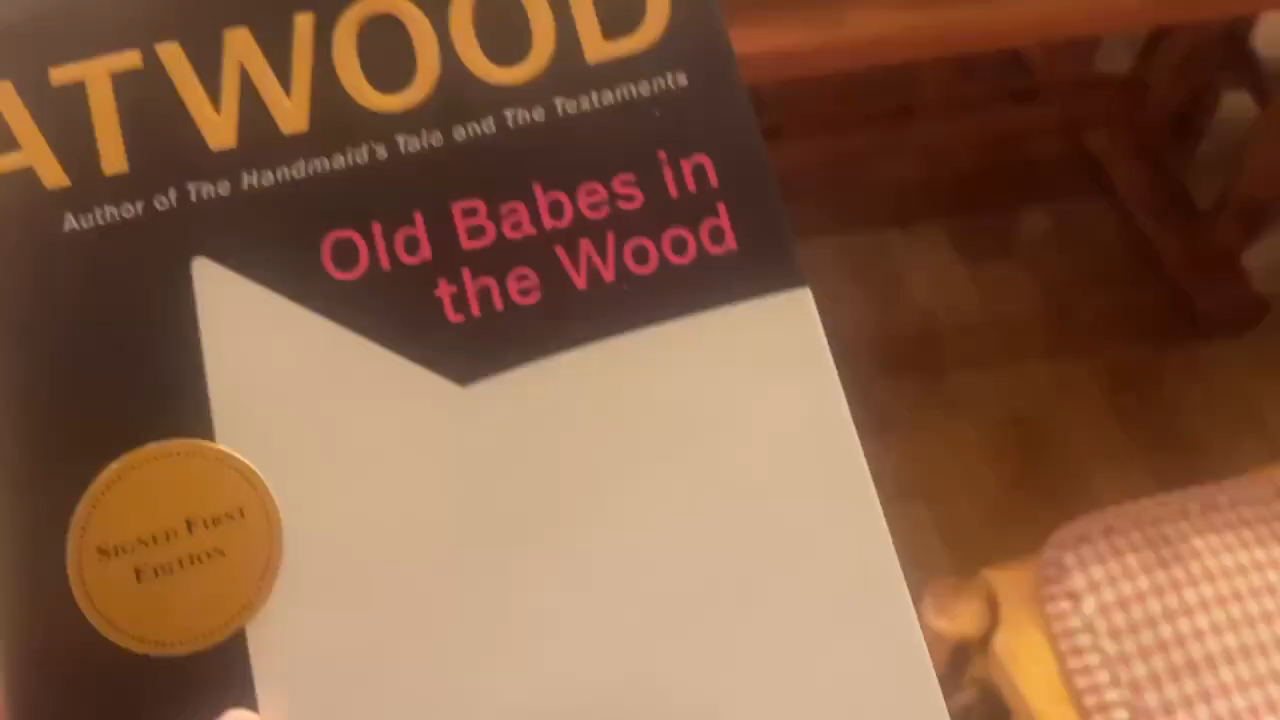 ATWOOD
Author of The Handmaid's Tale and The Testaments
Old Babes in
the Wood
SIGNED FIRST
EDITION